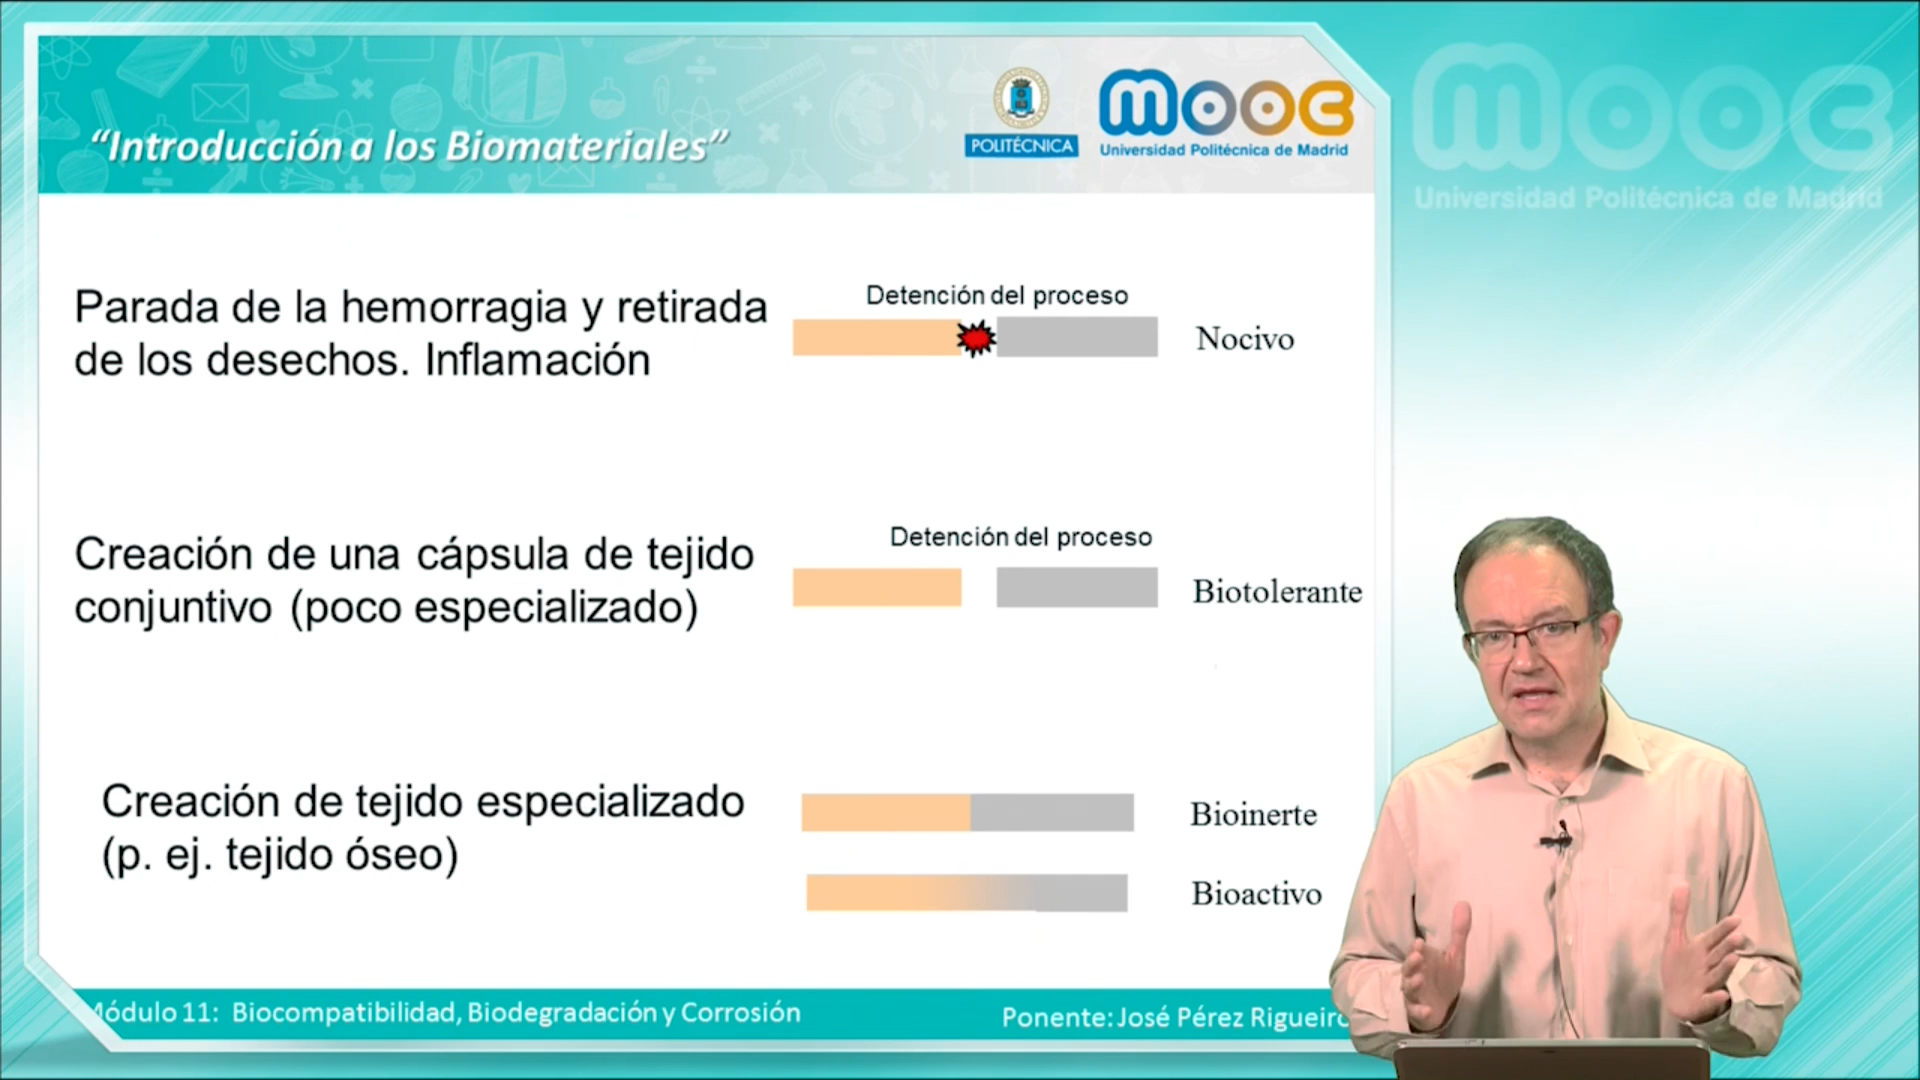 “Introducción a los Biomateriales”
POLITÉCNICA
mooc
Universidad Politécnica de Madrid
mooc
Universidad Politécnica de Madrid
Detención del proceso
Parada de la hemorragia y retirada
de los desechos. Inflamación
Nocivo
Detención del proceso
Creación de una cápsula de tejido
conjuntivo (poco especializado)
Biotolerante
Creación de tejido especializado
(p. ej. tejido óseo)
Bioinerte
Bioactivo
Módulo 11: Biocompatibilidad, Biodegradación y Corrosión
Ponente: José Pérez Rigueiro